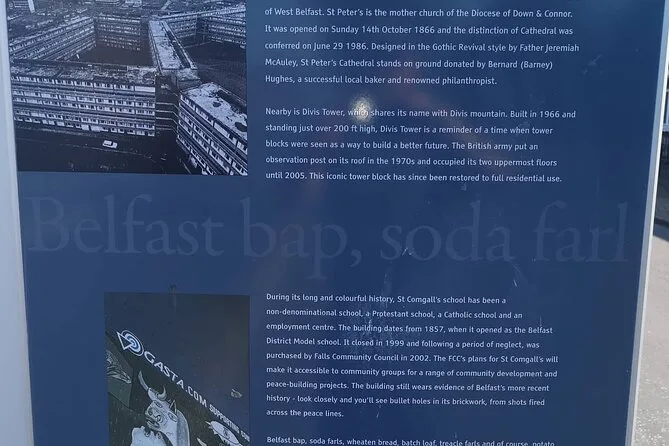 of West Belfast. St Peter's is the mother church of the Diocese of Down & Connor.
It was opened on Sunday 14th October 1866 and the distinction of Cathedral was
conferred on June 29 1986. Designed in the Gothic Revival style by Father Jeremiah
McAuley, St Peter's Cathedral stands on ground donated by Bernard (Barney)
Hughes, a successful local baker and renowned philanthropist.
Nearby is Divis Tower, which shares its name with Divis mountain. Built in 1966 and
standing just over 200 ft high, Divis Tower is a reminder of a time when tower
blocks were seen as a way to build a better future. The British army put an
observation post on its roof in the 1970s and occupied its two uppermost floors
until 2005. This iconic tower block has since been restored to full residential use.
Belfast bap, soda farl
During its long and colourful history, St Comgall's school has been a
non-denominational school, a Protestant school, a Catholic school and an
employment centre. The building dates from 1857, when it opened as the Belfast
District Model school. It closed in 1999 and following a period of neglect, was
purchased by Falls Community Council in 2002. The FCC's plans for St Comgall's will
make it accessible to community groups for a range of community development and
peace-building projects. The building still wears evidence of Belfast's more recent
history - look closely and you'll see bullet holes in its brickwork, from shots fired
across the peace lines.
GASTA.COM SUPPORTING
Belfast bap, soda farls, wheaten bread, batch loaf, treacle farls and of course, potato